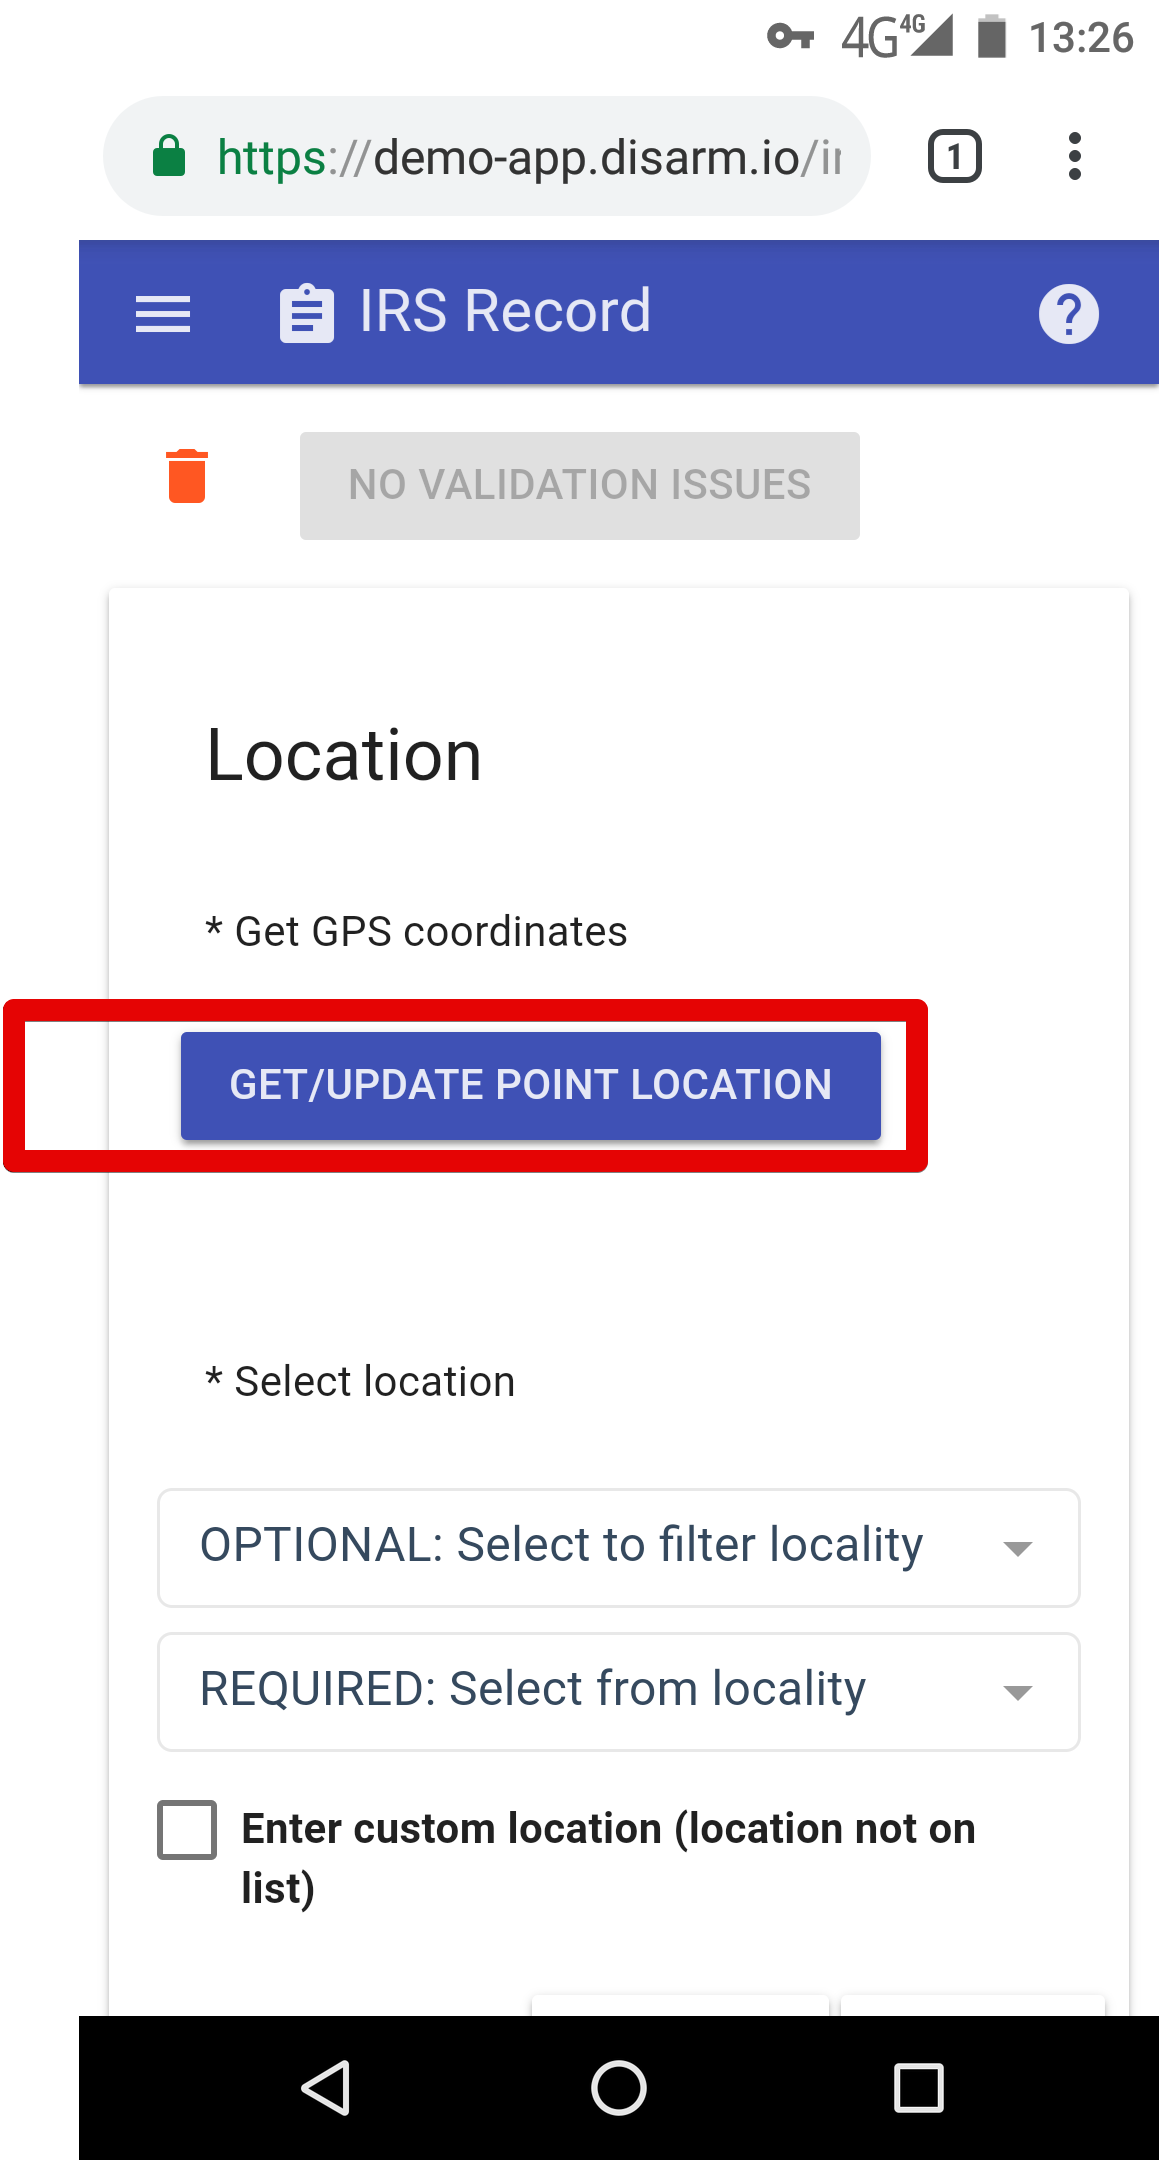 4G 4G 13:26
https://demo-app.disarm.io/in
1
IRS Record
?
NO VALIDATION ISSUES
Location
* Get GPS coordinates
GET/UPDATE POINT LOCATION
* Select location
OPTIONAL: Select to filter locality
REQUIRED: Select from locality
Enter custom location (location not on
list)